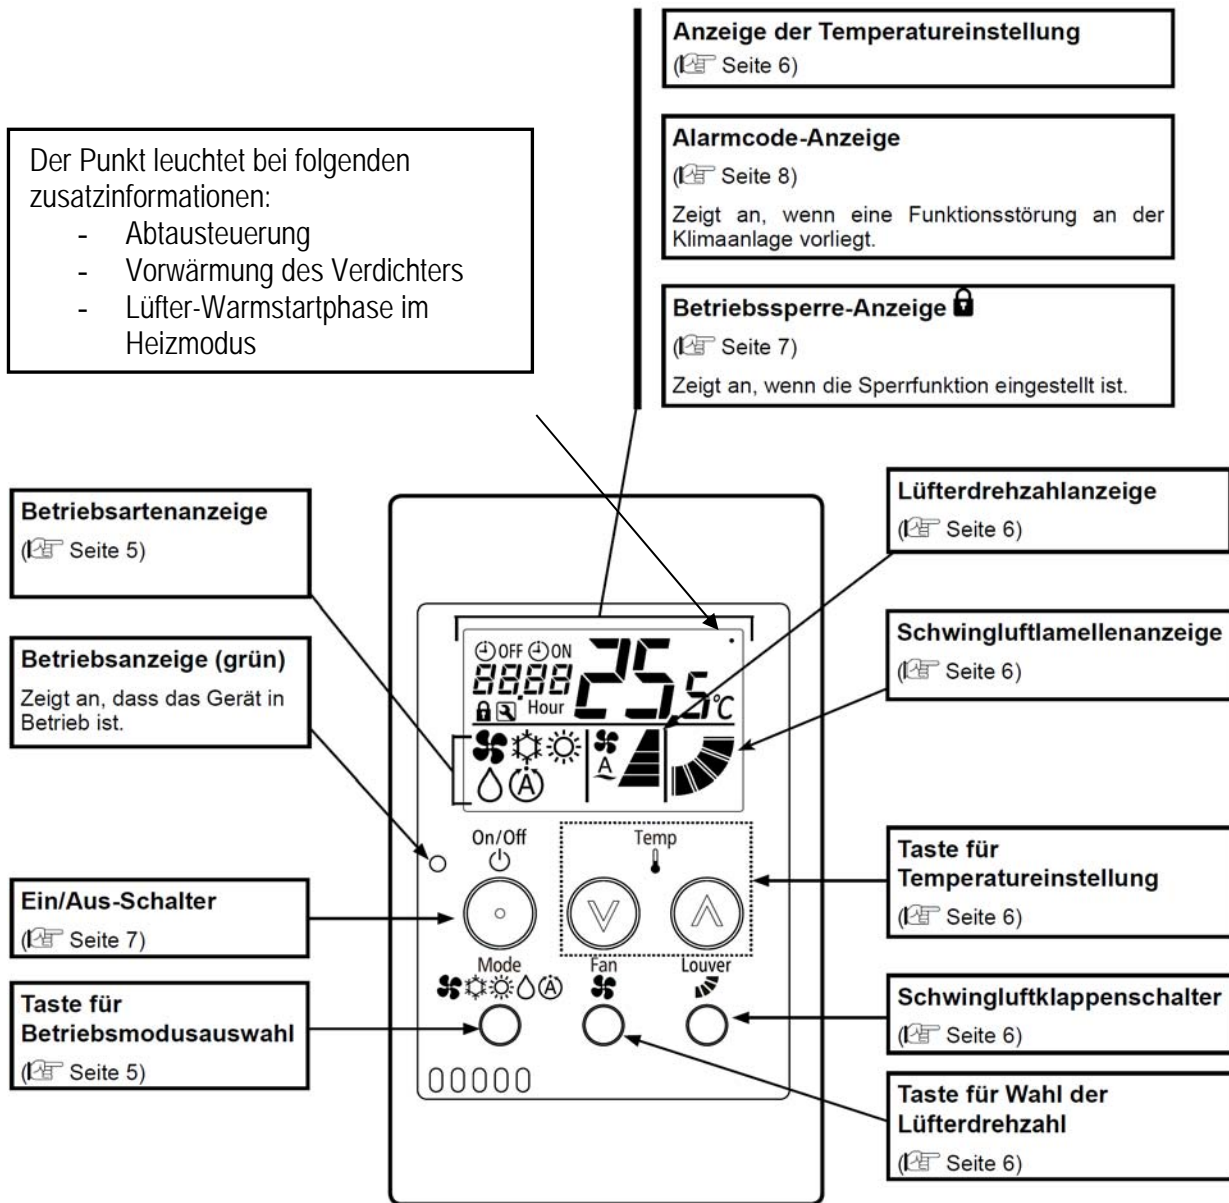 Anzeige der Temperatureinstellung
( Seite 6)
Alarmcode-Anzeige
( Seite 8)
Zeigt an, wenn eine Funktionsstörung an der
Klimaanlage vorliegt.
Betriebssperre-Anzeige
( Seite 7)
Zeigt an, wenn die Sperrfunktion eingestellt ist.
Der Punkt leuchtet bei folgenden
zusatzinformationen:
- Abtausteuerung
- Vorwärmung des Verdichters
- Lüfter-Warmstartphase im
Heizmodus
Betriebsartenanzeige
( Seite 5)
Betriebsanzeige (grün)
Zeigt an, dass das Gerät in
Betrieb ist.
Ein/Aus-Schalter
( Seite 7)
Taste für
Betriebsmodusauswahl
( Seite 5)
OFF ON
88.88 25.5°C
Hour
A
A
On/Off
Temp
Mode
Fan
Louver
A
Lüfterdrehzahlanzeige
( Seite 6)
Schwingluftlamellenanzeige
( Seite 6)
Taste für
Temperatureinstellung
( Seite 6)
Schwingluftklappenschalter
( Seite 6)
Taste für Wahl der
Lüfterdrehzahl
( Seite 6)